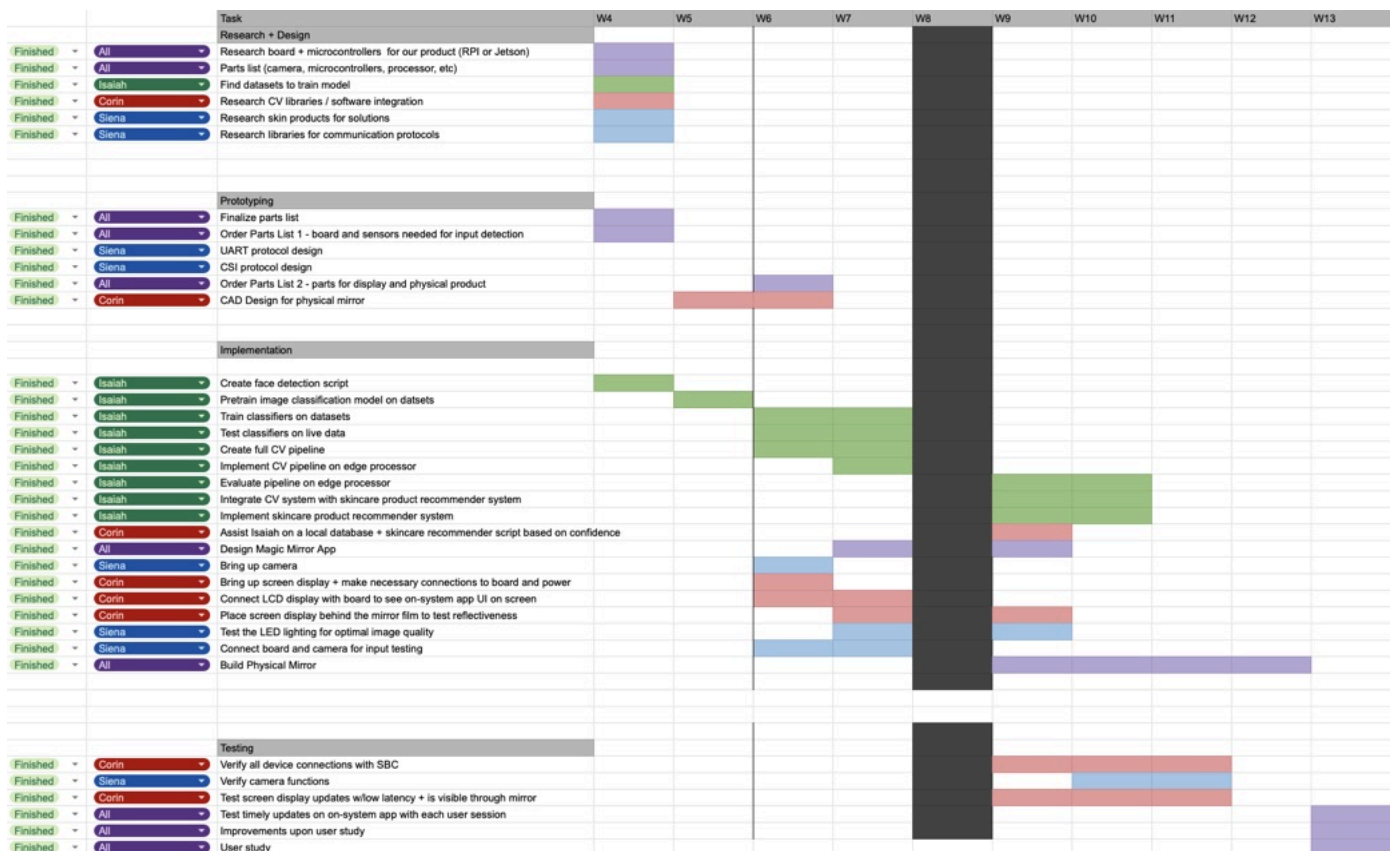 Task W4 W5 W6 W7 W8 W9 W10 W11 W12 W13
Research + Design
Finished All Research board + microcontrollers for our product (RPI or Jetson)
Finished All Parts list (camera, microcontrollers, processor, etc)
Finished Isaiah Find datasets to train model
Finished Corin Research CV libraries / software integration
Finished Siena Research skin products for solutions
Finished Siena Research libraries for communication protocols
Prototyping
Finished All Finalize parts list
Finished All Order Parts List 1 - board and sensors needed for input detection
Finished Siena UART protocol design
Finished Siena CSI protocol design
Finished All Order Parts List 2 - parts for display and physical product
Finished Corin CAD Design for physical mirror
Implementation
Finished Isaiah Create face detection script
Finished Isaiah Pretrain image classification model on datsets
Finished Isaiah Train classifiers on datasets
Finished Isaiah Test classifiers on live data
Finished Isaiah Create full CV pipeline
Finished Isaiah Implement CV pipeline on edge processor
Finished Isaiah Evaluate pipeline on edge processor
Finished Isaiah Integrate CV system with skincare product recommender system
Finished Isaiah Implement skincare product recommender system
Finished Corin Assist Isaiah on a local database + skincare recommender script based on confidence
Finished All Design Magic Mirror App
Finished Siena Bring up camera
Finished Corin Bring up screen display + make necessary connections to board and power
Finished Corin Connect LCD display with board to see on-system app UI on screen
Finished Corin Place screen display behind the mirror film to test reflectiveness
Finished Siena Test the LED lighting for optimal image quality
Finished Siena Connect board and camera for input testing
Finished All Build Physical Mirror
Testing
Finished Corin Verify all device connections with SBC
Finished Siena Verify camera functions
Finished Corin Test screen display updates w/low latency + is visible through mirror
Finished All Test timely updates on on-system app with each user session
Finished All Improvements upon user study
Finished All User study